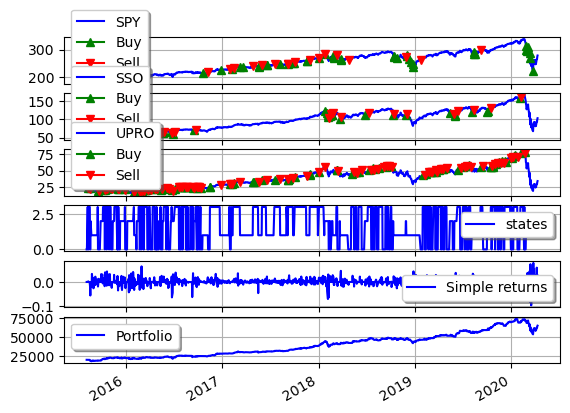 SPY
Buy
Sell
300
200
SSO
Buy
Sell
150
100
50
UPRO
Buy
Sell
75
50
25
2.5
0.0
states
0.0
−0.1
Simple returns
75000
50000
25000
Portfolio
2016
2017
2018
2019
2020